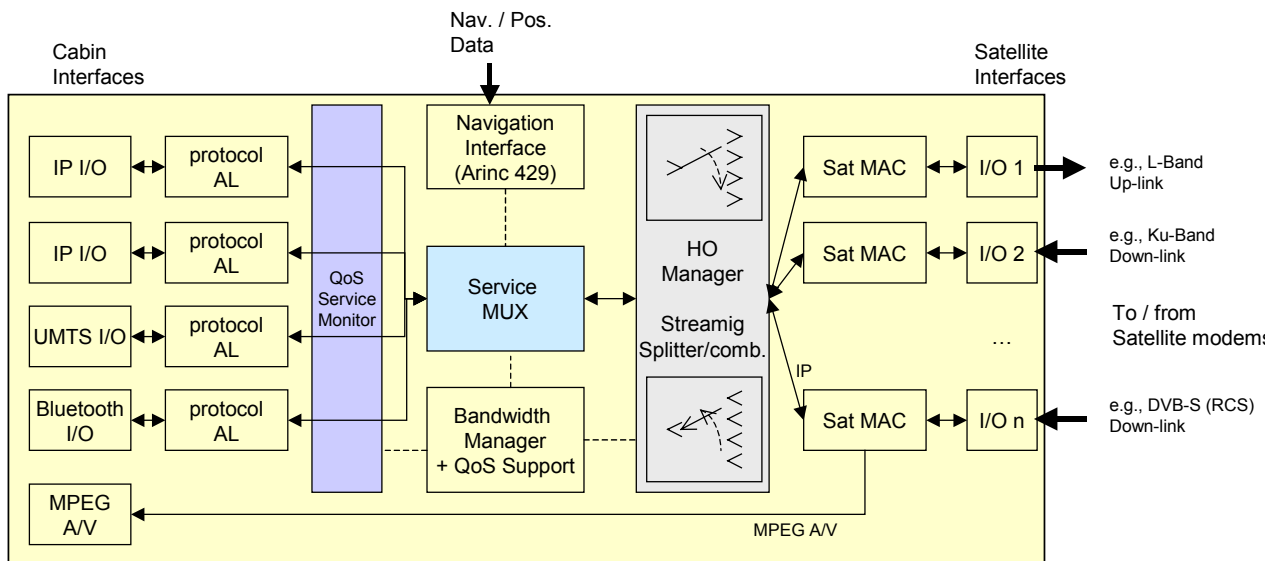 Nav. / Pos.
Data
Cabin
Interfaces
Satellite
Interfaces
IP I/O
protocol
AL
IP I/O
protocol
AL
UMTS I/O
protocol
AL
Bluetooth
I/O
protocol
AL
MPEG
A/V
QoS
Service
Monitor
Navigation
Interface
(Arinc 429)
Service
MUX
Bandwidth
Manager
+ QoS Support
HO
Manager
Streamig
Splitter/comb.
IP
MPEG A/V
Sat MAC
I/O 1
e.g., L-Band
Up-link
Sat MAC
I/O 2
e.g., Ku-Band
Down-link
To / from
Satellite modems
...
Sat MAC
I/O n
e.g., DVB-S (RCS)
Down-link